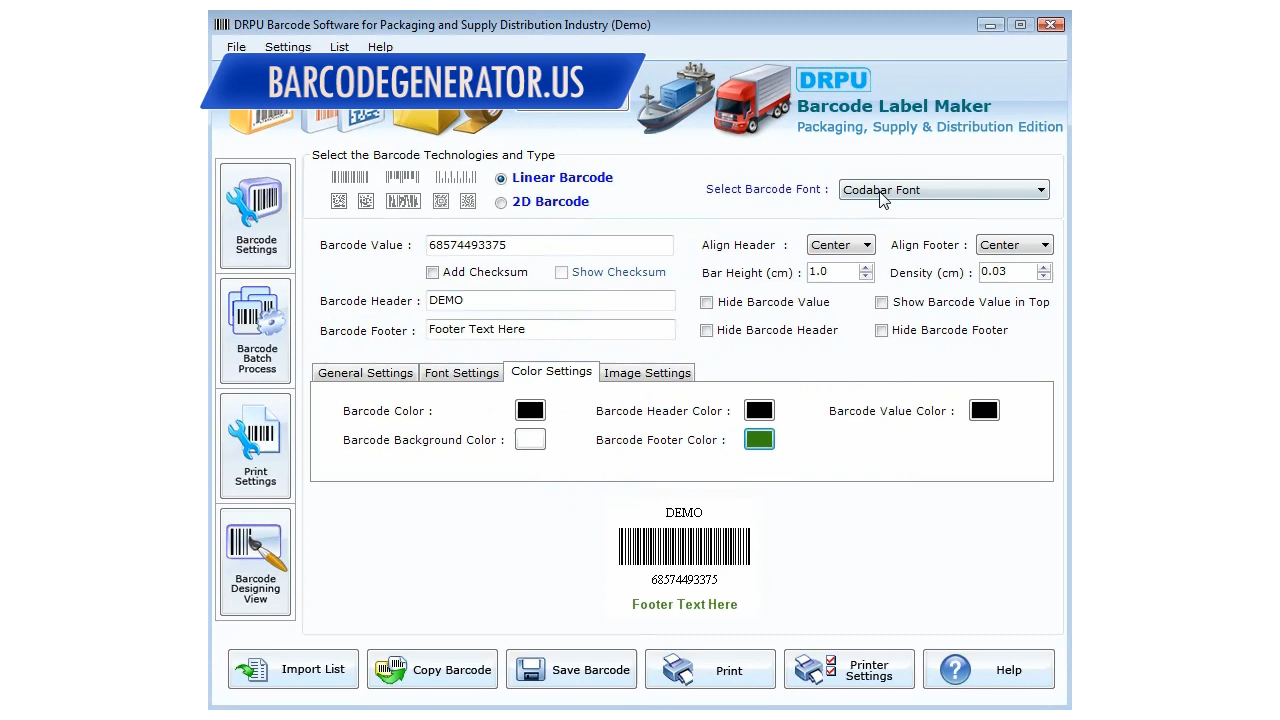 DRPU Barcode Software for Packaging and Supply Distribution Industry (Demo)
File Settings List Help
BARCODEGENERATOR.US
DRPU
Barcode Label Maker
Packaging, Supply & Distribution Edition
Select the Barcode Technologies and Type
Linear Barcode
2D Barcode
Select Barcode Font : Codabar Font
Barcode Settings
Barcode Batch Process
Print Settings
Barcode Designing View
Barcode Value : 68574493375
Align Header : Center Align Footer : Center
Add Checksum Show Checksum
Bar Height (cm) : 1.0 Density (cm) : 0.03
Barcode Header : DEMO
Hide Barcode Value Show Barcode Value in Top
Barcode Footer : Footer Text Here
Hide Barcode Header Hide Barcode Footer
General Settings Font Settings Color Settings Image Settings
Barcode Color : Barcode Header Color : Barcode Value Color :
Barcode Background Color : Barcode Footer Color :
DEMO
68574493375
Footer Text Here
Import List Copy Barcode Save Barcode Print Printer Settings Help